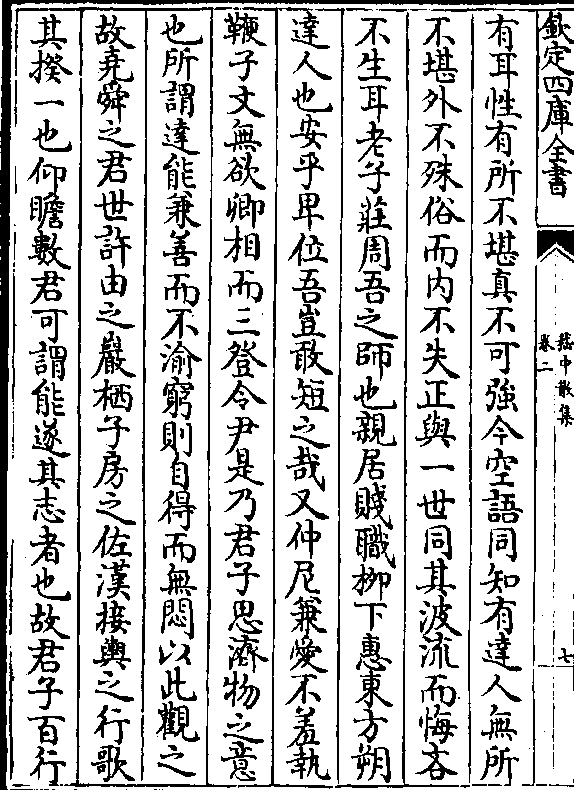 欽定四庫全書
嵇中散集
卷二
七
有耳性有所不堪真不可強今空語同知有達人無所
不堪外不殊俗而内不失正與一世同其波流而悔吝
不生耳老子莊周吾之師也親居賤職柳下惠東方朔
達人也安乎卑位吾豈敢短之哉又仲尼兼愛不羞執
鞭子文無欲卿相而三登令尹是乃君子思濟物之意
也所謂達能兼善而不渝窮則自得而無悶以此觀之
故堯舜之君世許由之巖栖子房之佐漢接輿之行歌
其揆一也仰瞻數君可謂能遂其志者也故君子百行